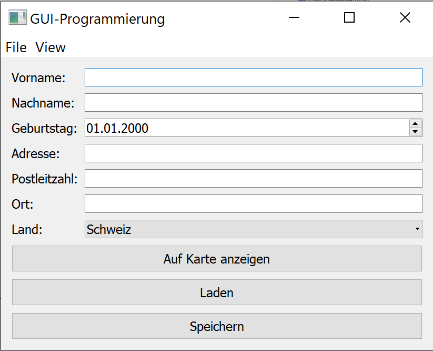 GUI-Programmierung
File View
Vorname:
Nachname:
Geburtstag: 01.01.2000
Adresse:
Postleitzahl:
Ort:
Land: Schweiz
Auf Karte anzeigen
Laden
Speichern